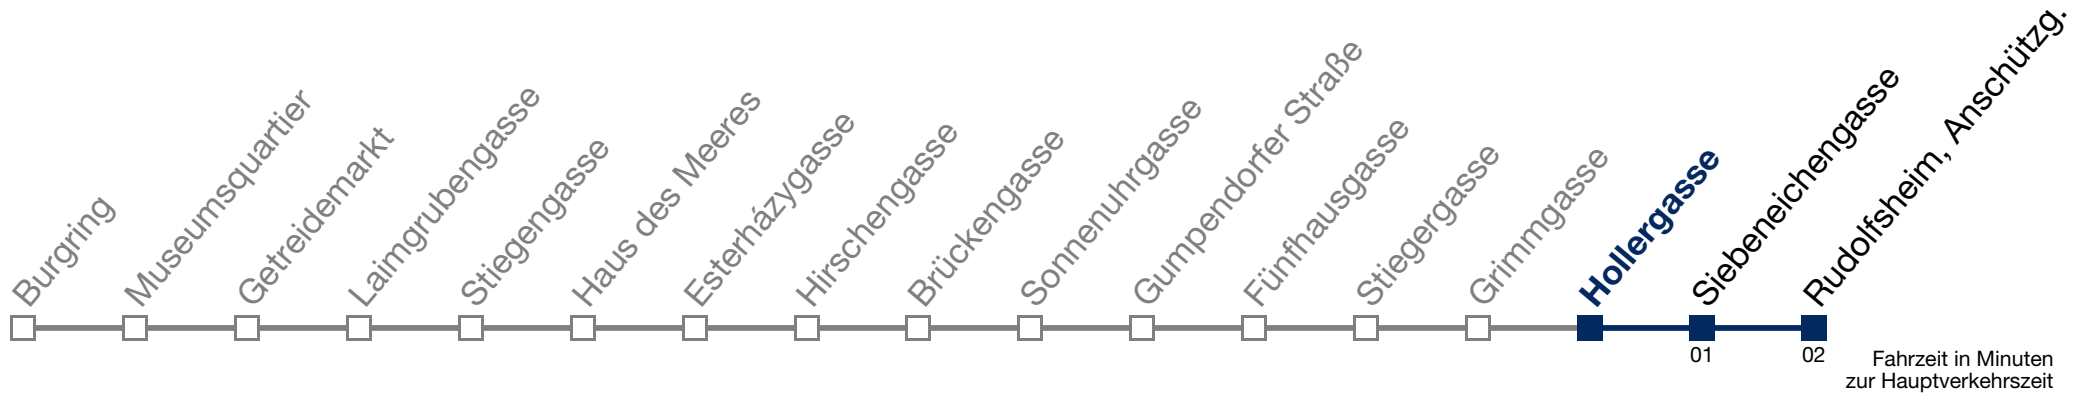 Burgring
Museumsquartier
Getreidemarkt
Laimgrubengasse
Stiegengasse
Haus des Meeres
Esterházygasse
Hirschengasse
Brückengasse
Sonnenuhrgasse
Gumpendorfer Straße
Fünfhausgasse
Stiegergasse
Grimmgasse
Hollergasse
Siebeneichengasse
Rudolfsheim, Anschützg.
01
02
Fahrzeit in Minuten
zur Hauptverkehrszeit